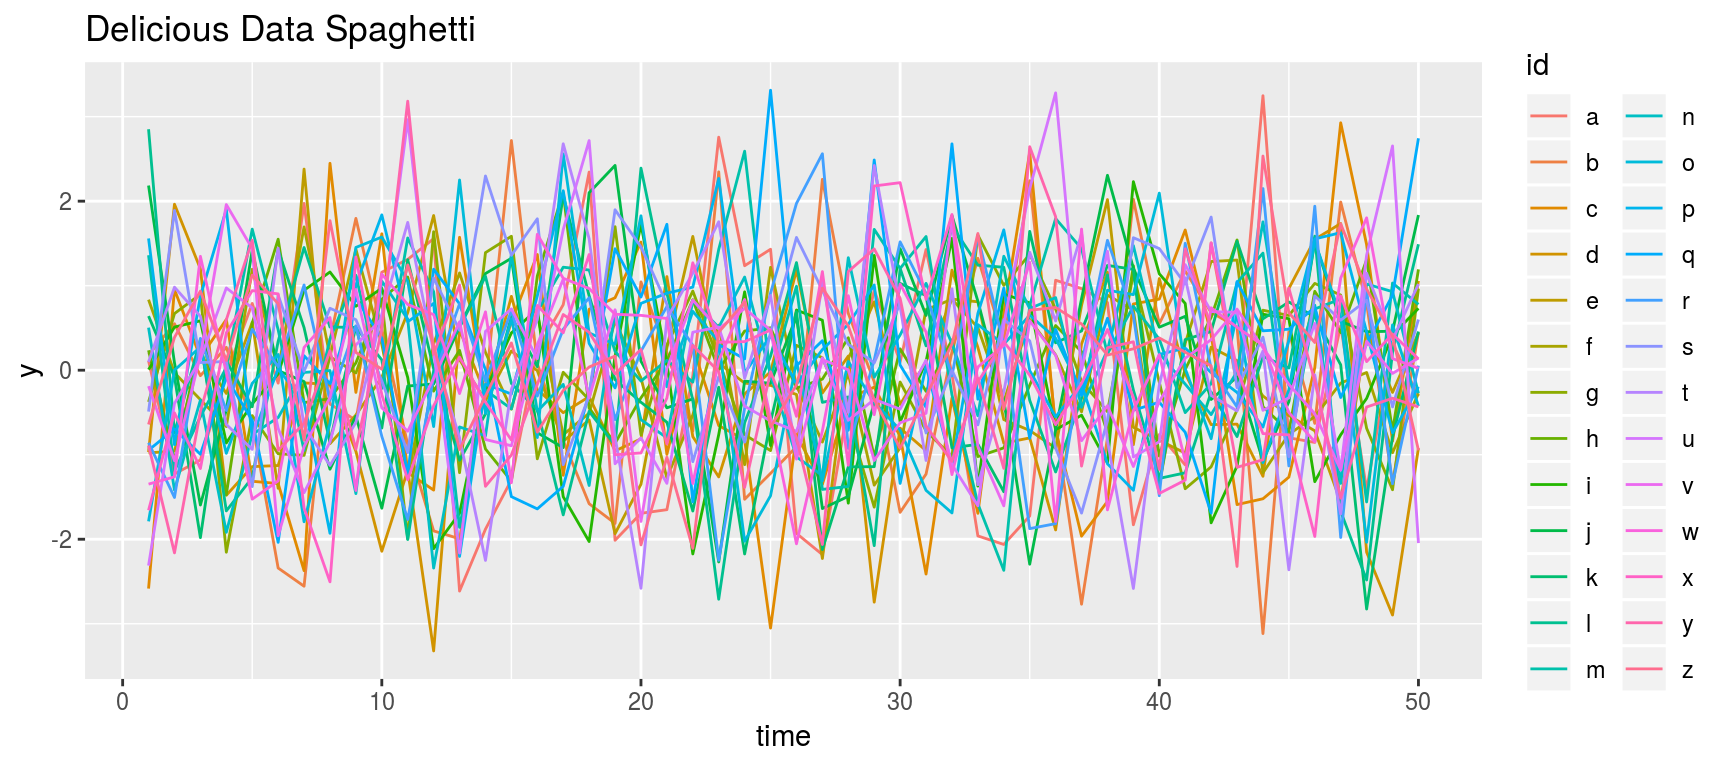 Delicious Data Spaghetti
y
2
0
-2
0 10 20 30 40 50
time
id
a n
b o
c p
d q
e r
f s
g t
h u
i v
j w
k x
l y
m z